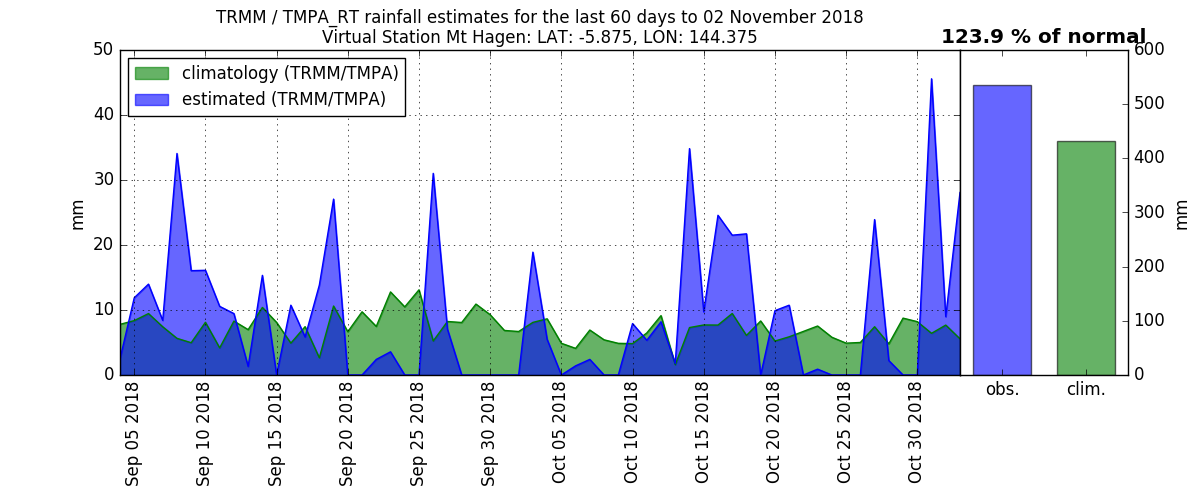 TRMM / TMPA_RT rainfall estimates for the last 60 days to 02 November 2018
Virtual Station Mt Hagen: LAT: -5.875, LON: 144.375
123.9 % of normal
climatology (TRMM/TMPA)
estimated (TRMM/TMPA)
50
40
30
20
10
0
mm
Sep 05 2018
Sep 10 2018
Sep 15 2018
Sep 20 2018
Sep 25 2018
Sep 30 2018
Oct 05 2018
Oct 10 2018
Oct 15 2018
Oct 20 2018
Oct 25 2018
Oct 30 2018
obs.
clim.
600
500
400
300
200
100
0
mm